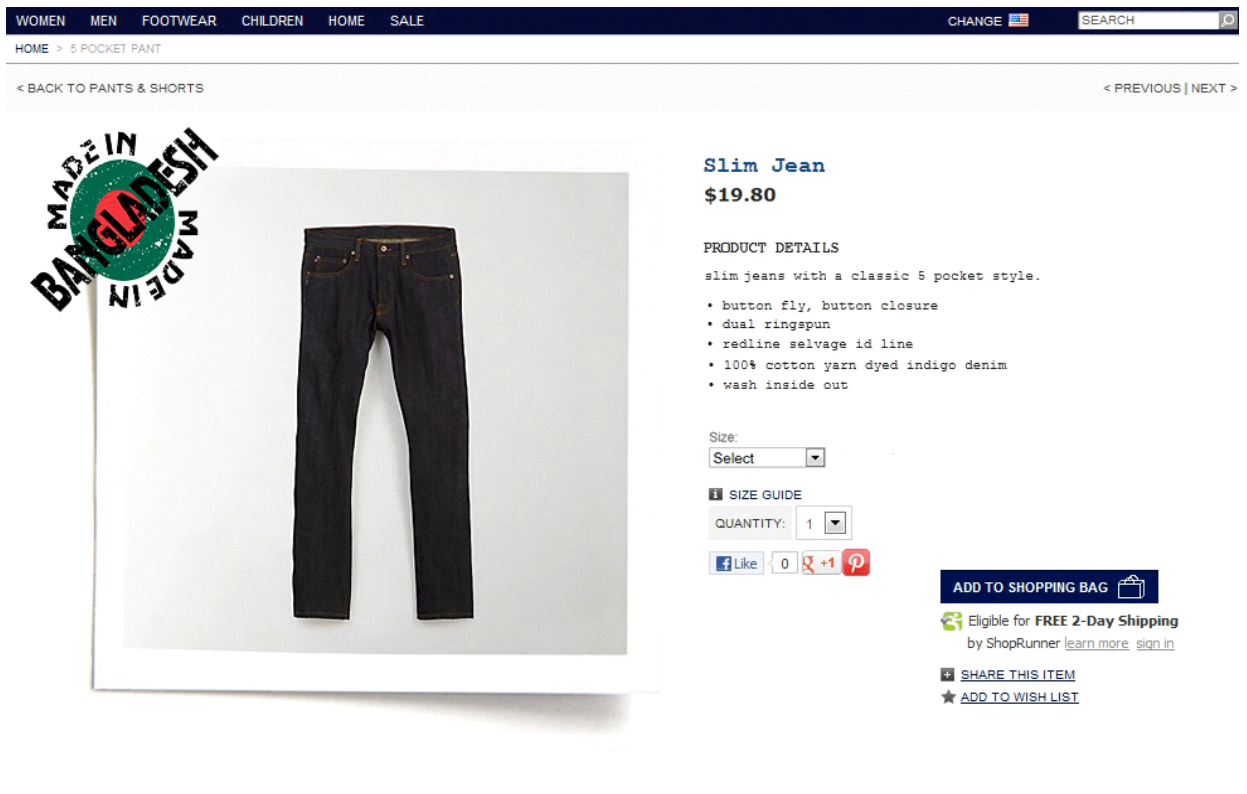 WOMEN MEN FOOTWEAR CHILDREN HOME SALE CHANGE SEARCH
HOME > 5 POCKET PANT
< BACK TO PANTS & SHORTS < PREVIOUS | NEXT >
MADE IN
BANGLADESH
MADE IN
Slim Jean
$19.80
PRODUCT DETAILS
slim jeans with a classic 5 pocket style.
• button fly, button closure
• dual ringspun
• redline selvage id line
• 100% cotton yarn dyed indigo denim
• wash inside out
Size:
Select
i SIZE GUIDE
QUANTITY: 1
f Like 0 g +1 P
ADD TO SHOPPING BAG
Eligible for FREE 2-Day Shipping
by ShopRunner learn more sign in
+ SHARE THIS ITEM
ADD TO WISH LIST